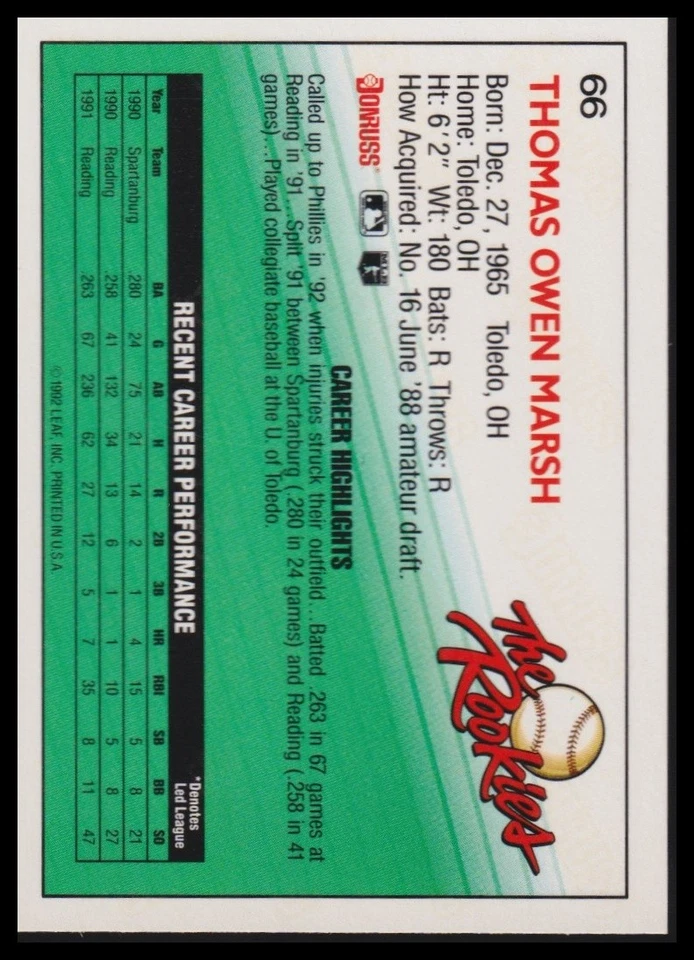 66
THOMAS OWEN MARSH
Born: Dec. 27, 1965 Toledo, OH
Home: Toledo, OH
Ht: 6'2" Wt: 180 Bats: R Throws: R
How Acquired: No. 16 June '88 amateur draft.
The
Rookies
DONRUSS
CAREER HIGHLIGHTS
Called up to Phillies in '92 when injuries struck their outfield...Batted .263 in 67 games at
Reading in '91...Split '91 between Spartanburg (.280 in 24 games) and Reading (.258 in 41
games)...Played collegiate baseball at the U. of Toledo.
RECENT CAREER PERFORMANCE
*Denotes
Led League
Year Team BA G AB H R 2B 3B HR RBI SB BB SO
1990 Spartanburg 280 24 75 21 14 2 1 4 15 5 8 21
1990 Reading 258 41 132 34 13 6 1 1 10 5 8 27
1991 Reading 263 67 236 62 27 12 5 7 35 8 11 47
©1992 LEAF, INC. PRINTED IN U.S.A.